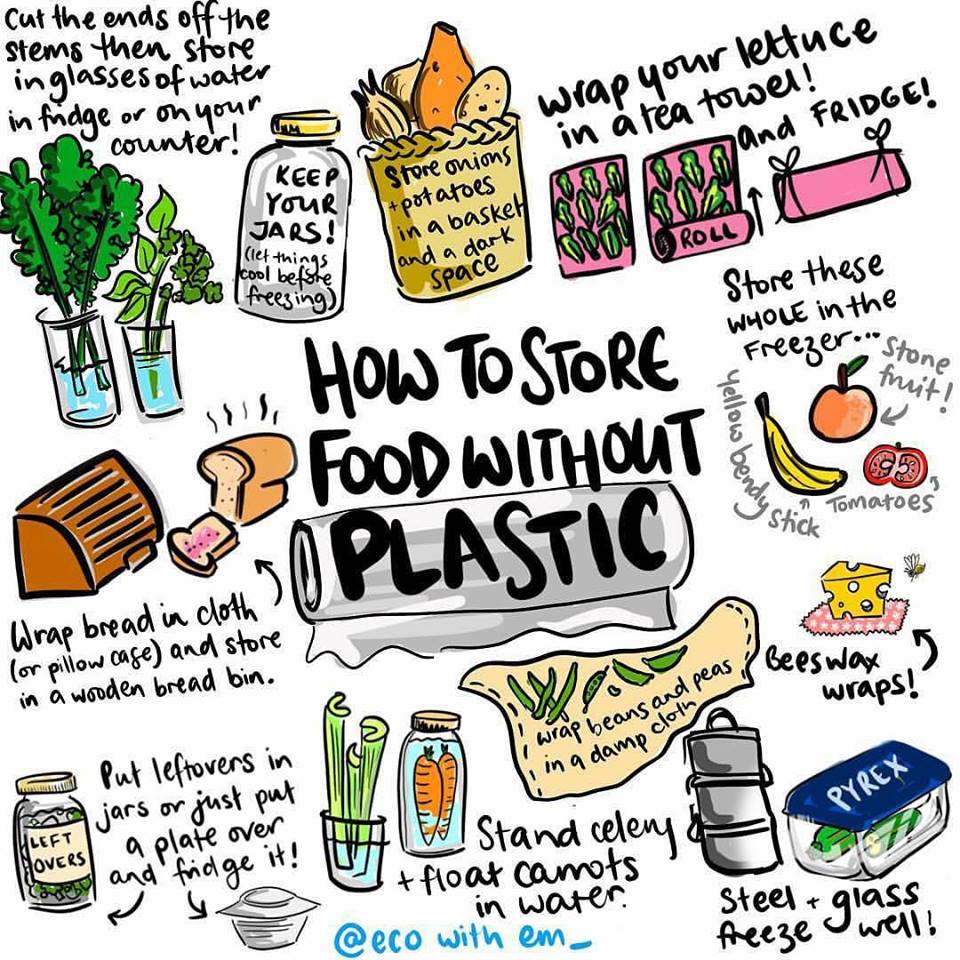 Cut the ends off the
stems then store
in glasses of water
in fridge or on your
counter!
KEEP
YOUR
JARS!
(let things
cool before
freezing)
Store onions
+ potatoes
in a basket
and a dark
space
wrap your lettuce
in a tea towel!
and FRIDGE!
ROLL
Store these
WHOLE in the
Freezer...
Stone
fruit!
Yellow bendy
stick
Tomatoes
HOW TO STORE
FOOD WITHOUT
PLASTIC
Wrap bread in cloth
(or pillow case) and store
in a wooden bread bin.
Beeswax
wraps!
wrap beans and peas
in a damp cloth
Put leftovers in
jars or just put
a plate over
and fridge it!
LEFT
OVERS
Stand celery
+ float carrots
in water.
PYREX
Steel + glass
freeze well!
@eco with em_